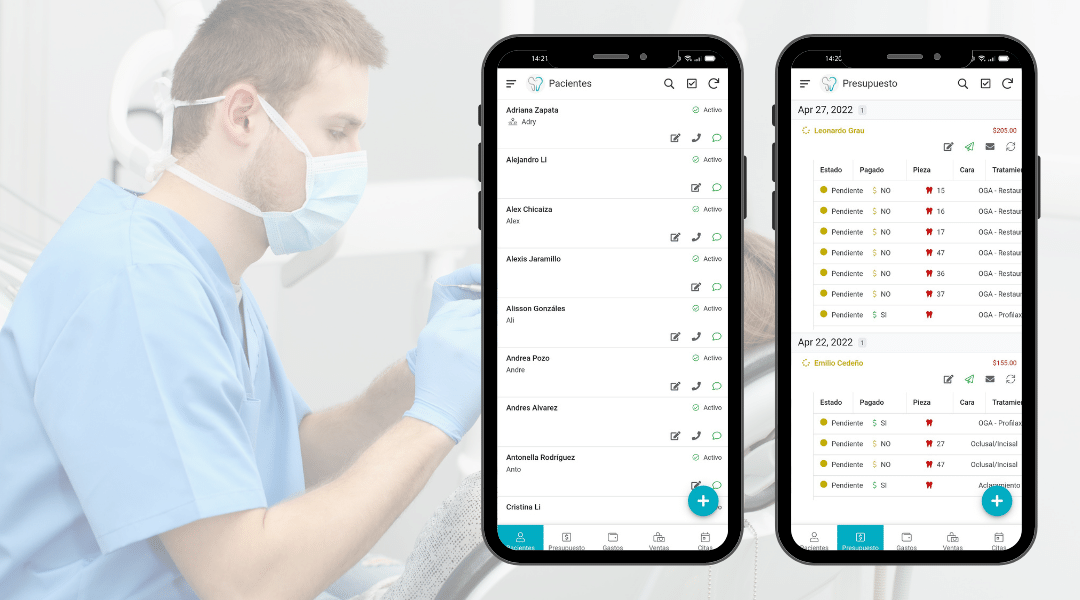 14:21
Pacientes
Adriana Zapata Activo
Adry
Alejandro Li Activo
Alex Chicaiza Activo
Alex
Alexis Jaramillo Activo
Alisson Gonzáles Activo
Ali
Andrea Pozo Activo
Andre
Andres Alvarez Activo
Antonella Rodríguez Activo
Anto
Cristina Li
Pacientes Presupuesto Gastos Ventas Citas
14:20
Presupuesto
Apr 27, 2022 1
Leonardo Grau $205.00
Estado Pagado Pieza Cara Tratamie
Pendiente $ NO 15 OGA - Restau
Pendiente $ NO 16 OGA - Restau
Pendiente $ NO 17 OGA - Restau
Pendiente $ NO 47 OGA - Restau
Pendiente $ NO 36 OGA - Restau
Pendiente $ NO 37 OGA - Restau
Pendiente $ SI OGA - Profilax
Apr 22, 2022 1
Emilio Cedeño $155.00
Estado Pagado Pieza Cara Tratamie
Pendiente $ SI OGA - Profilax
Pendiente $ NO 27 Oclusal/Incisal
Pendiente $ NO 47 Oclusal/Incisal
Pendiente $ SI Aclaramiento
Pacientes Presupuesto Gastos Ventas Citas